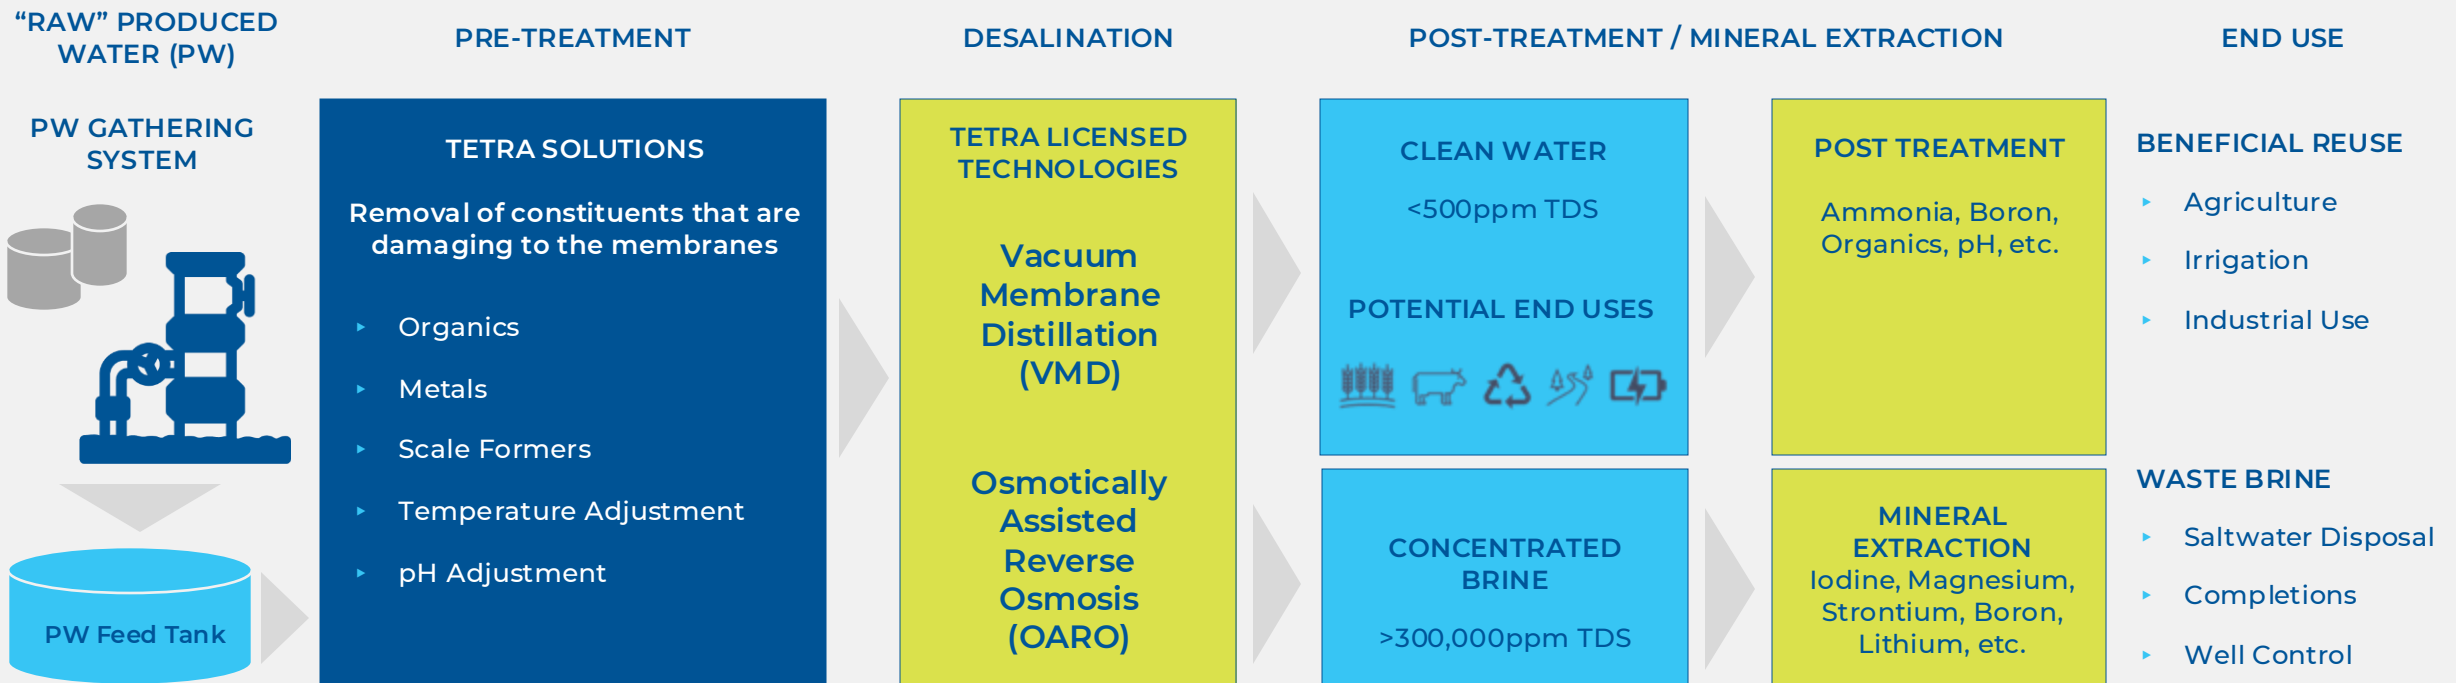 “RAW” PRODUCED
WATER (PW)
PRE-TREATMENT
DESALINATION
POST-TREATMENT / MINERAL EXTRACTION
END USE
PW GATHERING
SYSTEM
PW Feed Tank
TETRA SOLUTIONS
Removal of constituents that are
damaging to the membranes
Organics
Metals
Scale Formers
Temperature Adjustment
pH Adjustment
TETRA LICENSED
TECHNOLOGIES
Vacuum
Membrane
Distillation
(VMD)
Osmotically
Assisted
Reverse
Osmosis
(OARO)
CLEAN WATER
<500ppm TDS
POTENTIAL END USES
CONCENTRATED
BRINE
>300,000ppm TDS
POST TREATMENT
Ammonia, Boron,
Organics, pH, etc.
MINERAL
EXTRACTION
Iodine, Magnesium,
Strontium, Boron,
Lithium, etc.
BENEFICIAL REUSE
Agriculture
Irrigation
Industrial Use
WASTE BRINE
Saltwater Disposal
Completions
Well Control